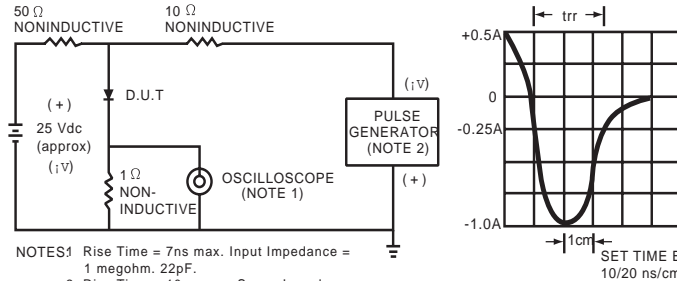 50 Ω
NONINDUCTIVE
10 Ω
NONINDUCTIVE
trr
+0.5A
0
-0.25A
-1.0A
D.U.T
(+)
25 Vdc
(approx)
(¡V)
1 Ω
NON-
INDUCTIVE
OSCILLOSCOPE
(NOTE 1)
(¡V)
PULSE
GENERATOR
(NOTE 2)
(+)
1cm
SET TIME B
10/20 ns/cm
NOTES:1 Rise Time = 7ns max. Input Impedance =
1 megohm. 22pF.